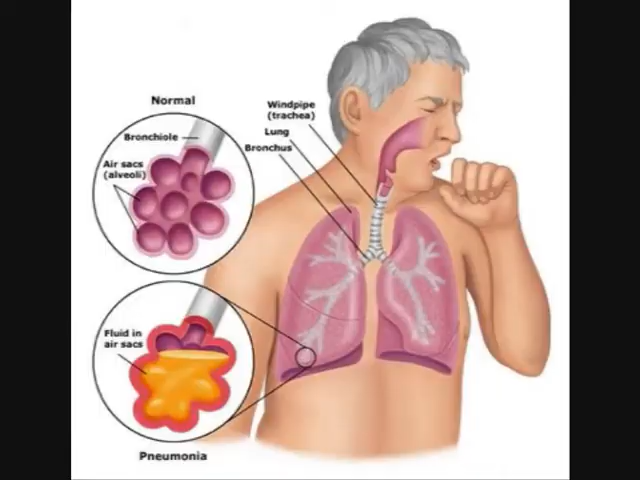 Normal
Bronchiole
Air sacs
(alveoli)
Windpipe
(trachea)
Lung
Bronchus
Fluid in
air sacs
Pneumonia